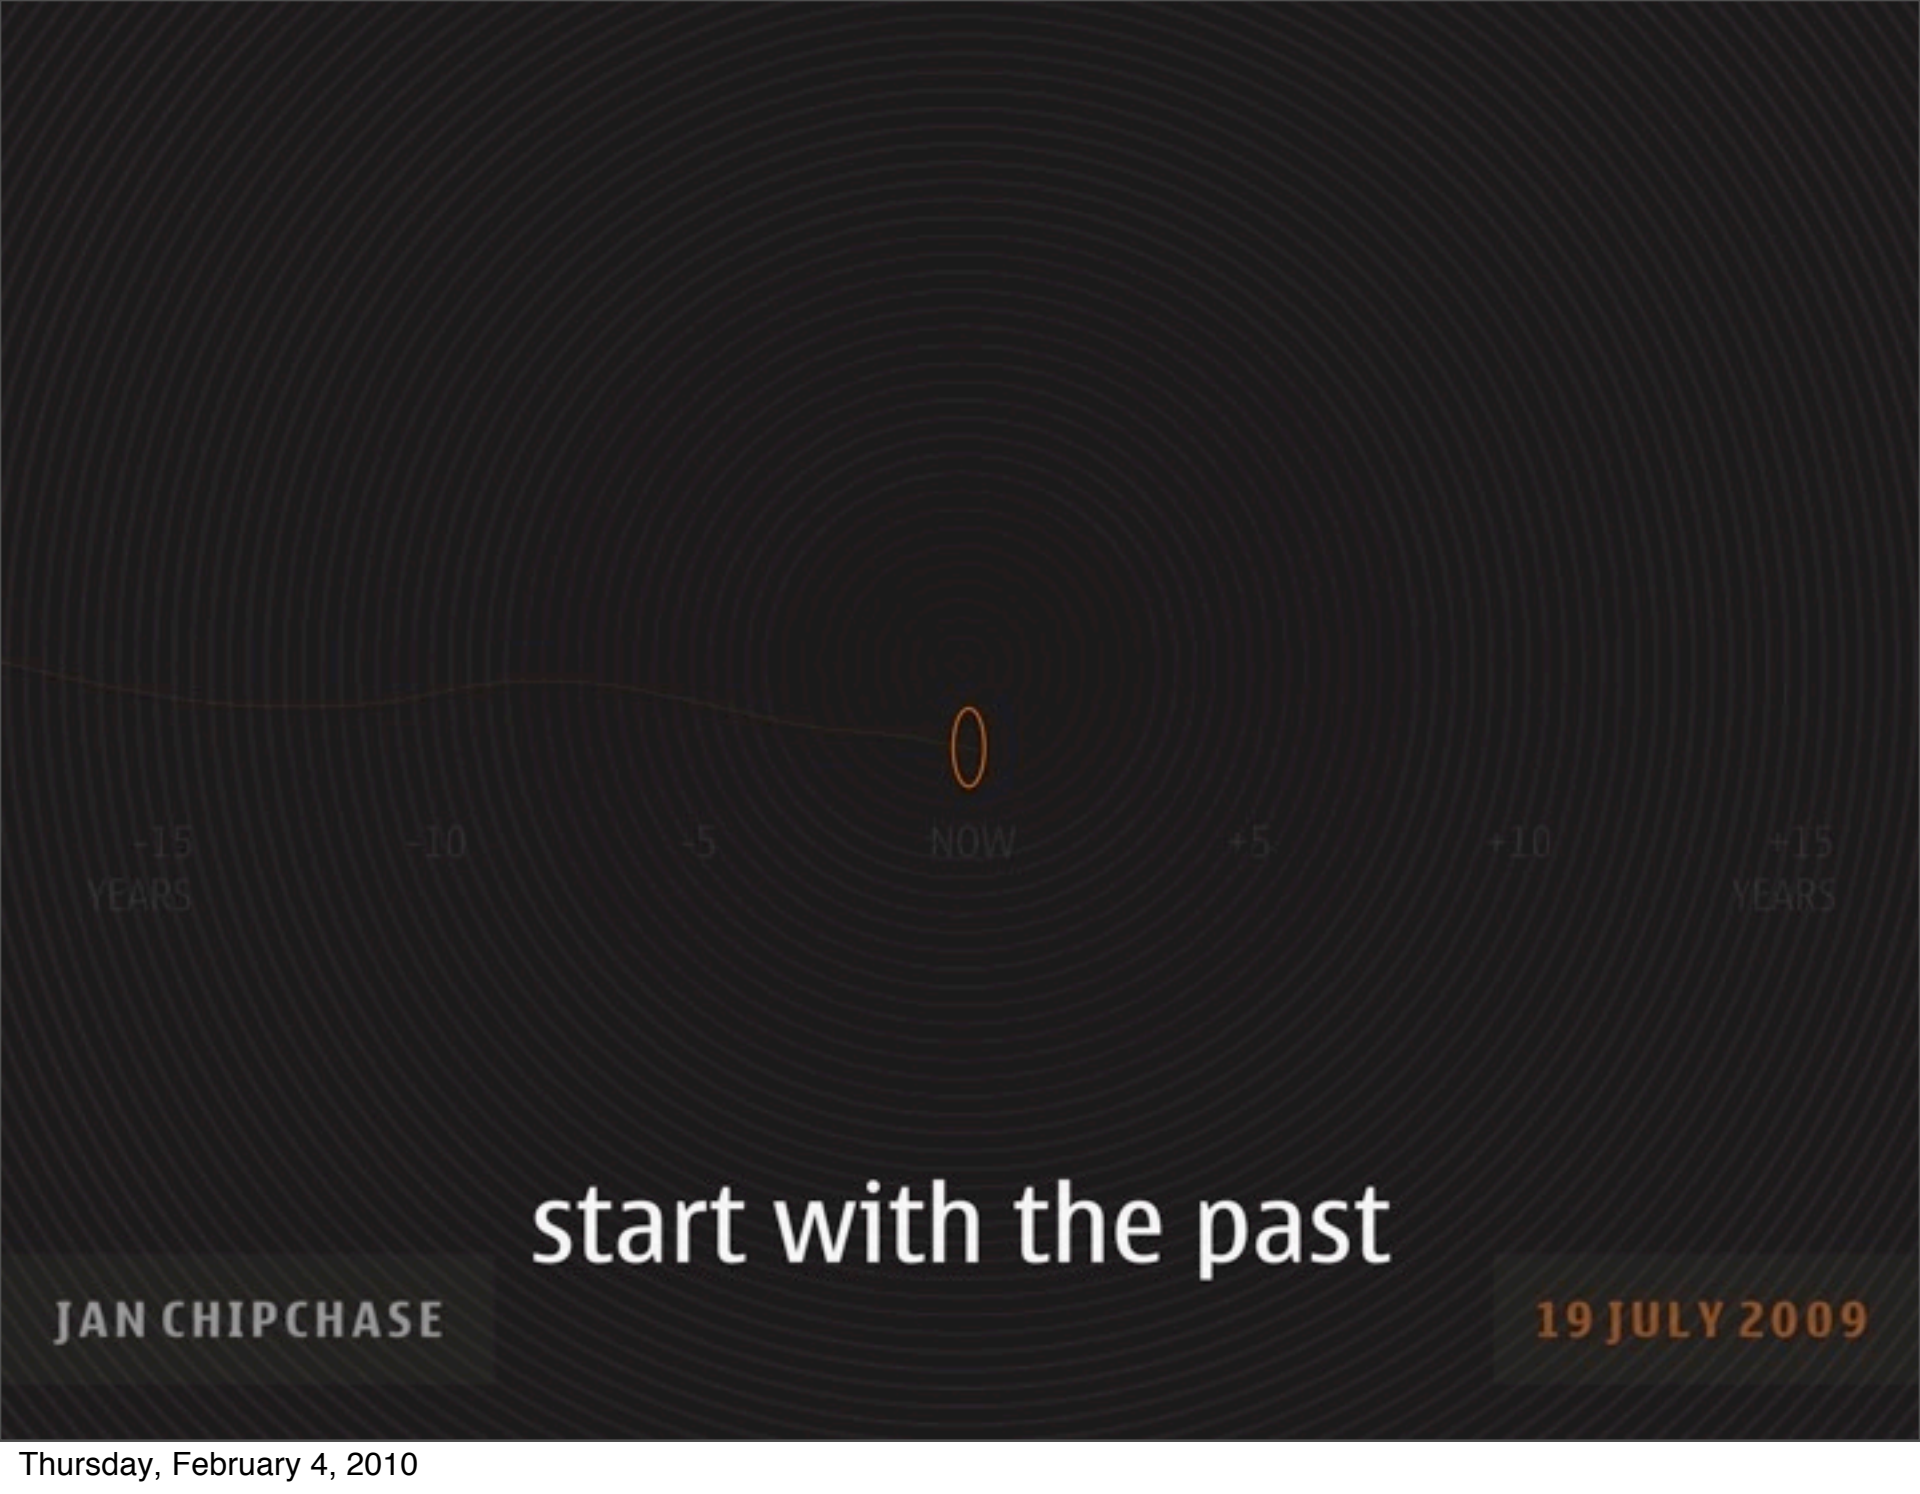 -15 -10 -5 NOW +5 +10 +15
YEARS YEARS
start with the past
JAN CHIPCHASE 19 JULY 2009
Thursday, February 4, 2010